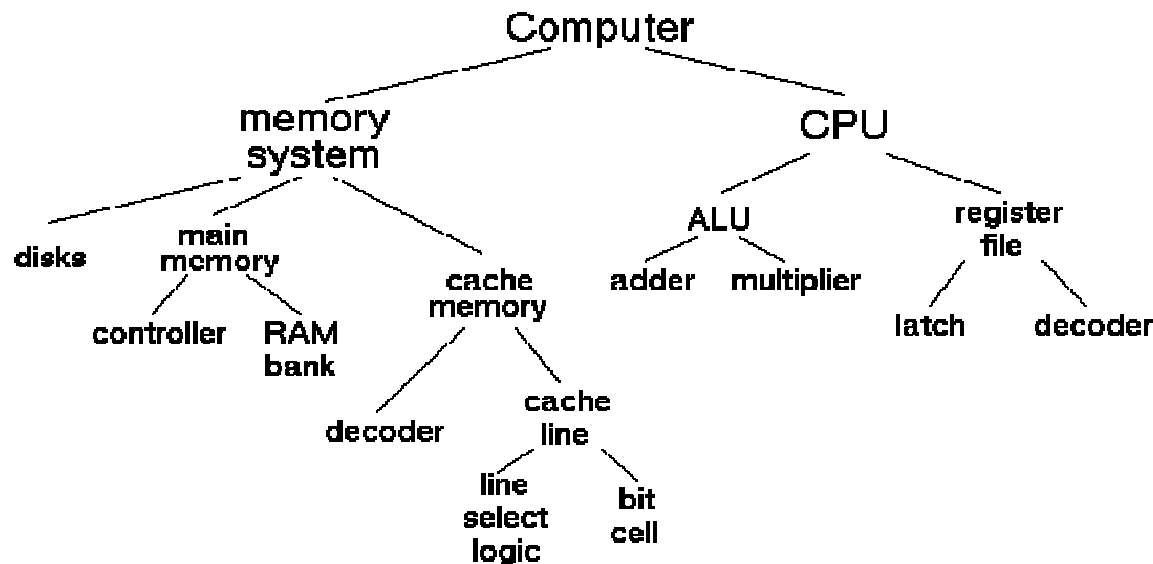 Computer
memory
system
CPU
disks
main
memory
cache
memory
ALU
register
file
adder
multiplier
controller
RAM
bank
latch
decoder
decoder
cache
line
line
select
logic
bit
cell